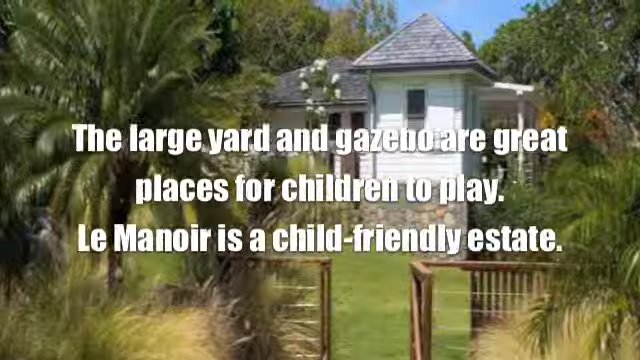 The large yard and gazebo are great
places for children to play.
Le Manoir is a child-friendly estate.